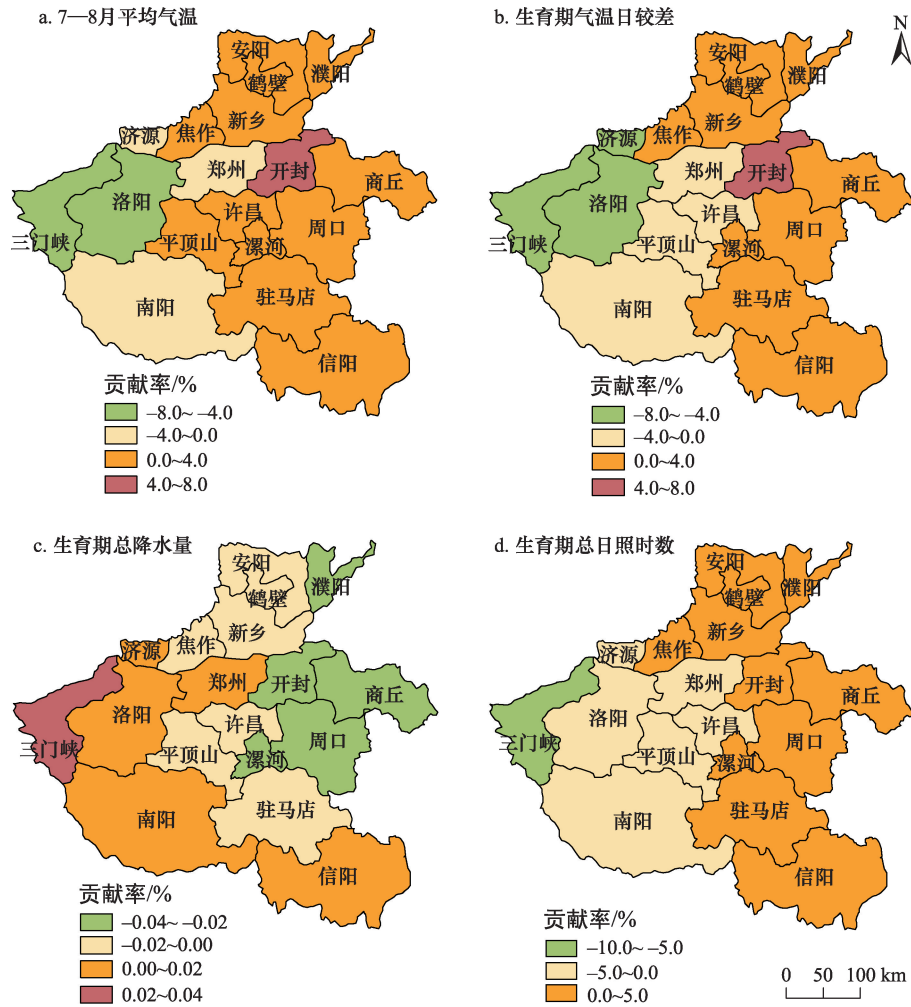 a. 7—8月平均气温
安阳
鹤壁
濮阳
新乡
焦作
济源
郑州
开封
商丘
洛阳
三门峡
许昌
平顶山
漯河
周口
南阳
驻马店
信阳
贡献率/%
−8.0~ −4.0
−4.0~0.0
0.0~4.0
4.0~8.0
b. 生育期气温日较差
N
安阳
鹤壁
濮阳
新乡
焦作
济源
郑州
开封
商丘
洛阳
三门峡
许昌
平顶山
漯河
周口
南阳
驻马店
信阳
贡献率/%
−8.0~ −4.0
−4.0~0.0
0.0~4.0
4.0~8.0
c. 生育期总降水量
安阳
鹤壁
濮阳
新乡
焦作
济源
郑州
开封
商丘
洛阳
三门峡
许昌
平顶山
漯河
周口
南阳
驻马店
信阳
贡献率/%
−0.04~ −0.02
−0.02~0.00
0.00~0.02
0.02~0.04
d. 生育期总日照时数
安阳
鹤壁
濮阳
新乡
焦作
济源
郑州
开封
商丘
洛阳
三门峡
许昌
平顶山
漯河
周口
南阳
驻马店
信阳
贡献率/%
−10.0~ −5.0
−5.0~0.0
0.0~5.0
0 50 100 km